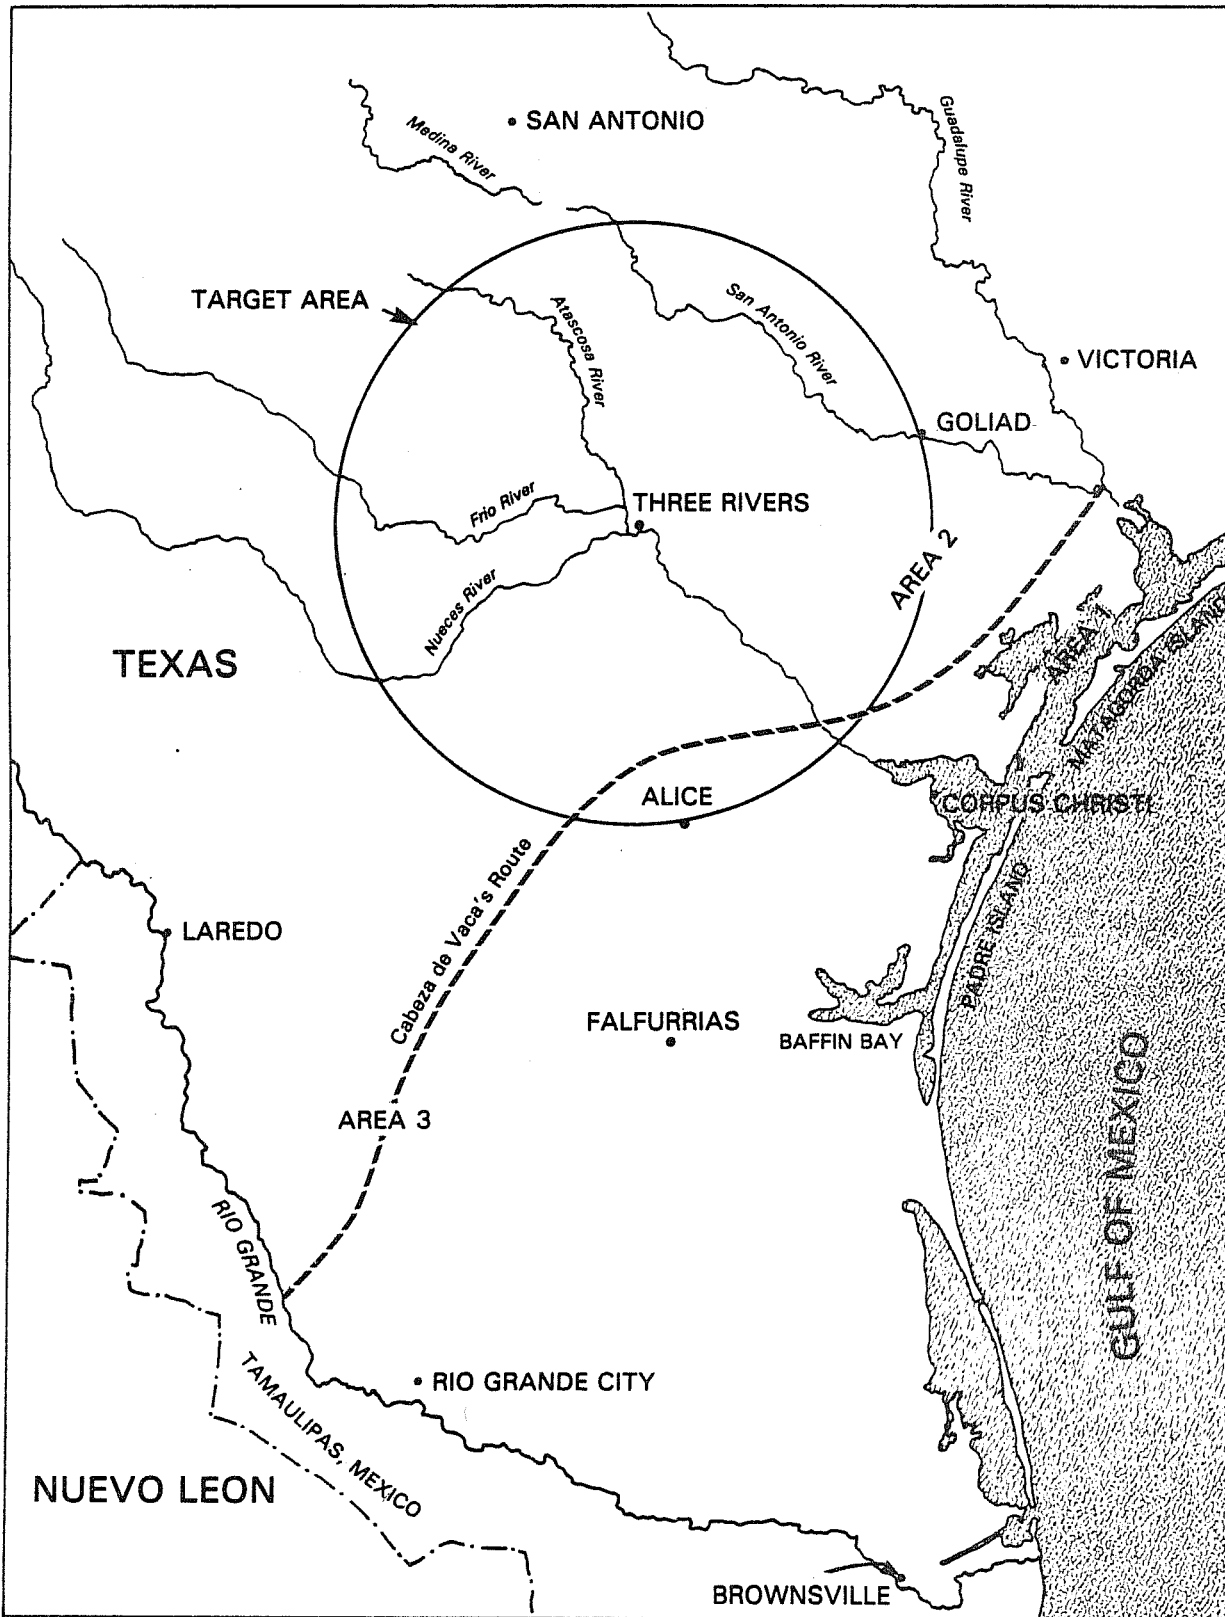 SAN ANTONIO
Medina River
Guadalupe River
TARGET AREA
Atascosa River
San Antonio River
VICTORIA
GOLIAD
Frio River
THREE RIVERS
AREA 2
Nueces River
AREA 1
MATAGORDA ISLAND
TEXAS
ALICE
CORPUS CHRISTI
Cabeza de Vaca's Route
LAREDO
PADRE ISLAND
FALFURRIAS
BAFFIN BAY
AREA 3
GULF OF MEXICO
RIO GRANDE
RIO GRANDE CITY
TAMAULIPAS, MEXICO
NUEVO LEON
BROWNSVILLE